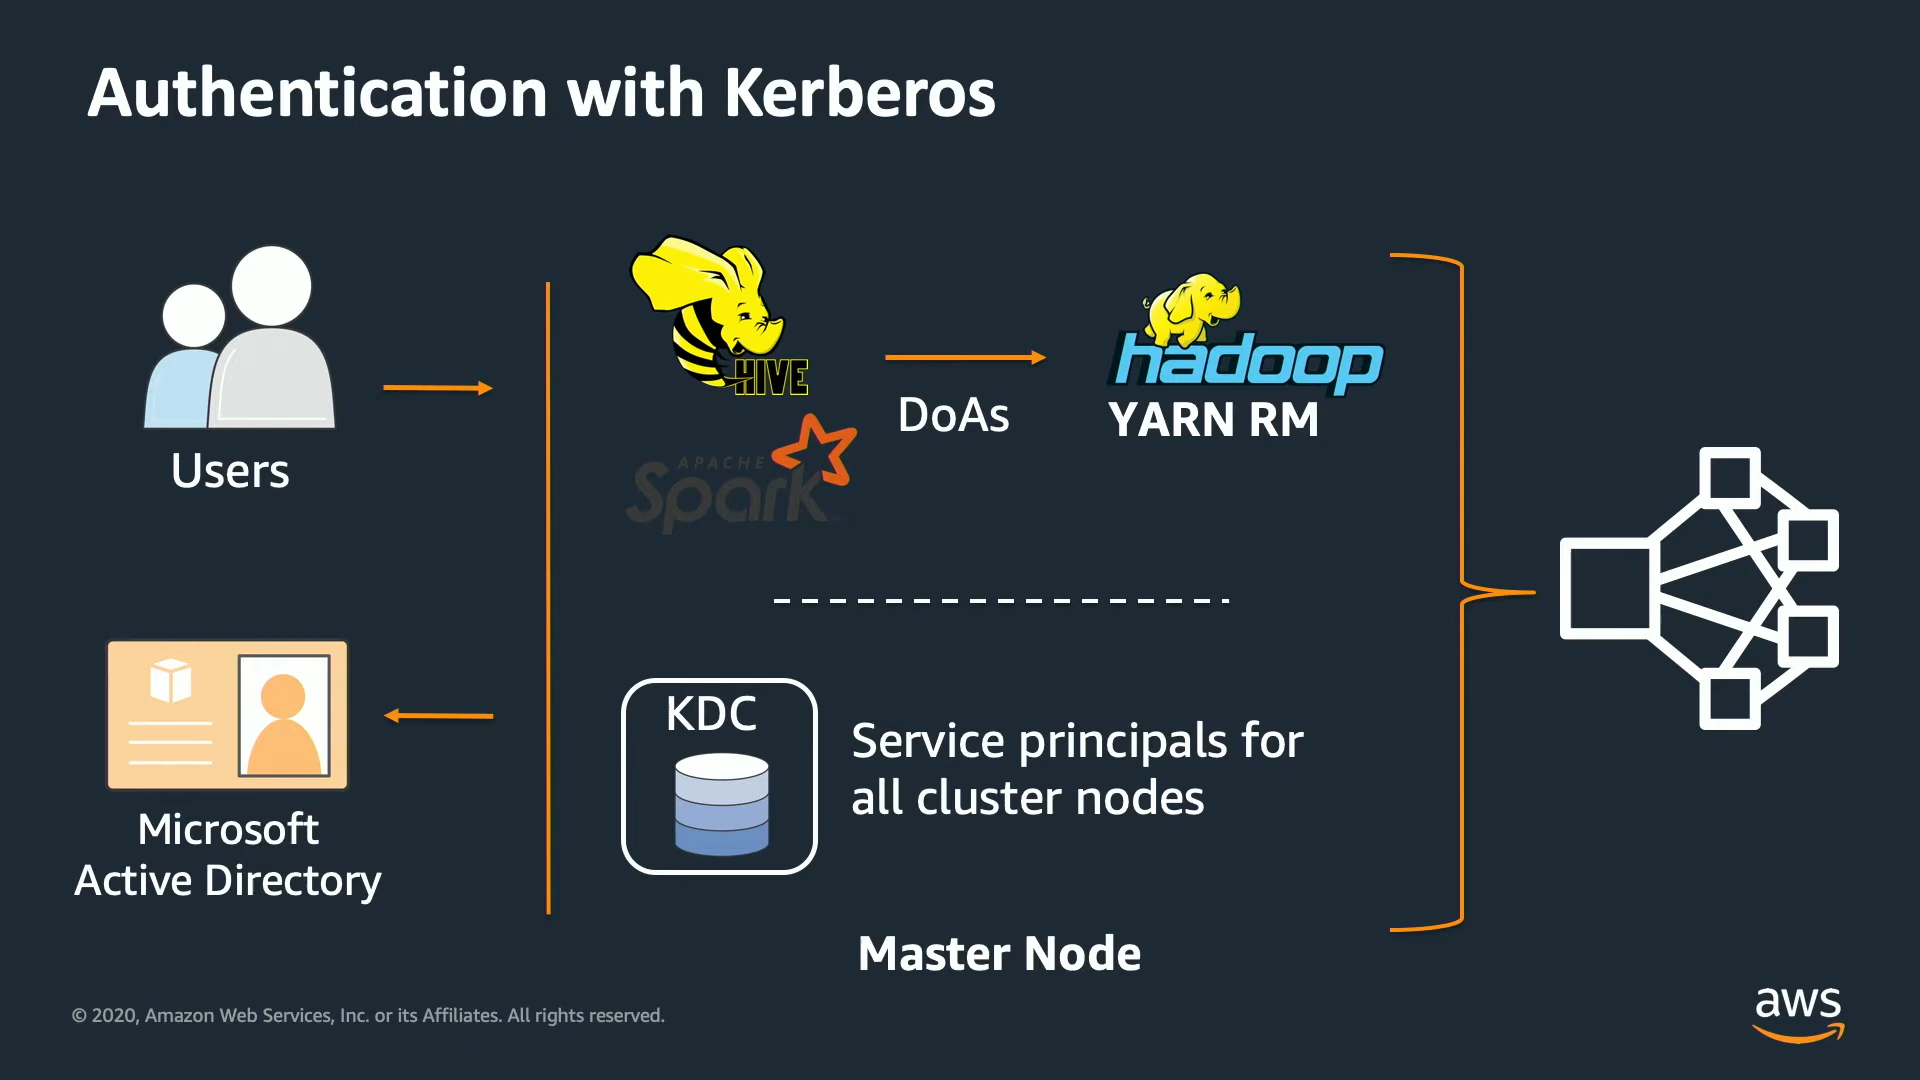 Authentication with Kerberos
Users
HIVE
APACHE
Spark
DoAs
hadoop
YARN RM
Microsoft
Active Directory
KDC
Service principals for
all cluster nodes
Master Node
© 2020, Amazon Web Services, Inc. or its Affiliates. All rights reserved.
aws